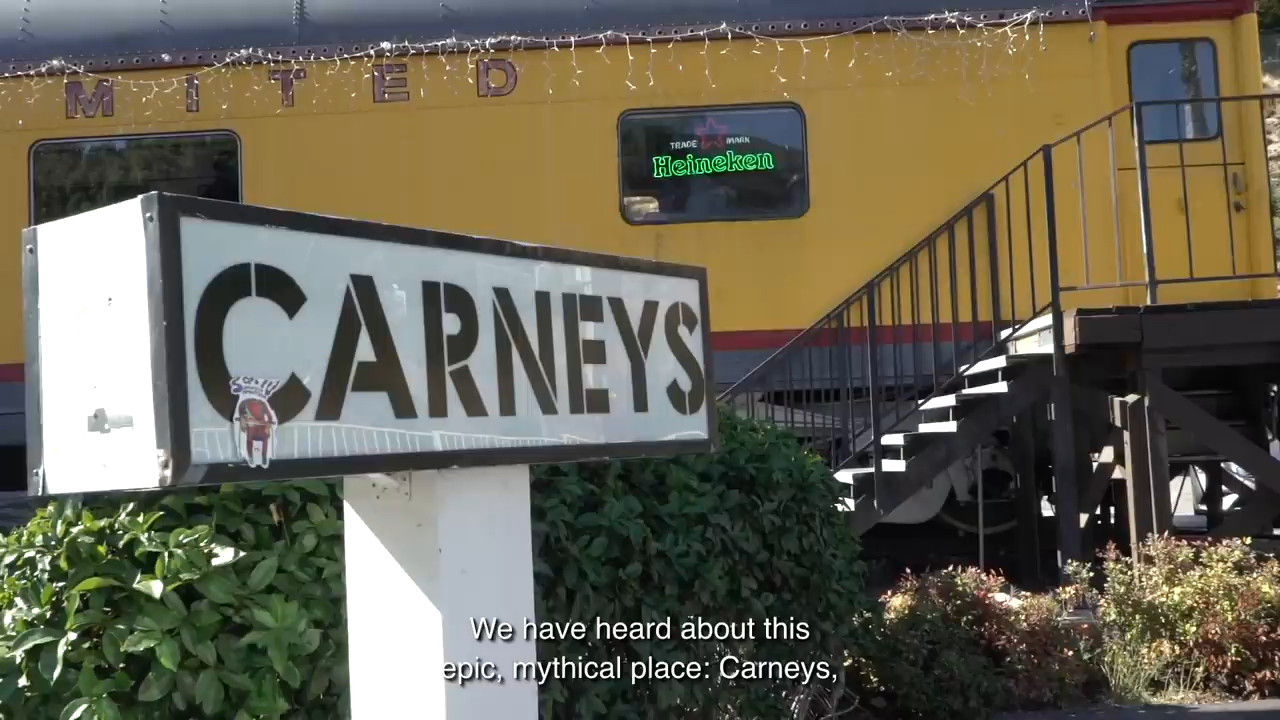 MITED
TRADE MARK
Heineken
CARNEYS
We have heard about this
epic, mythical place: Carneys,